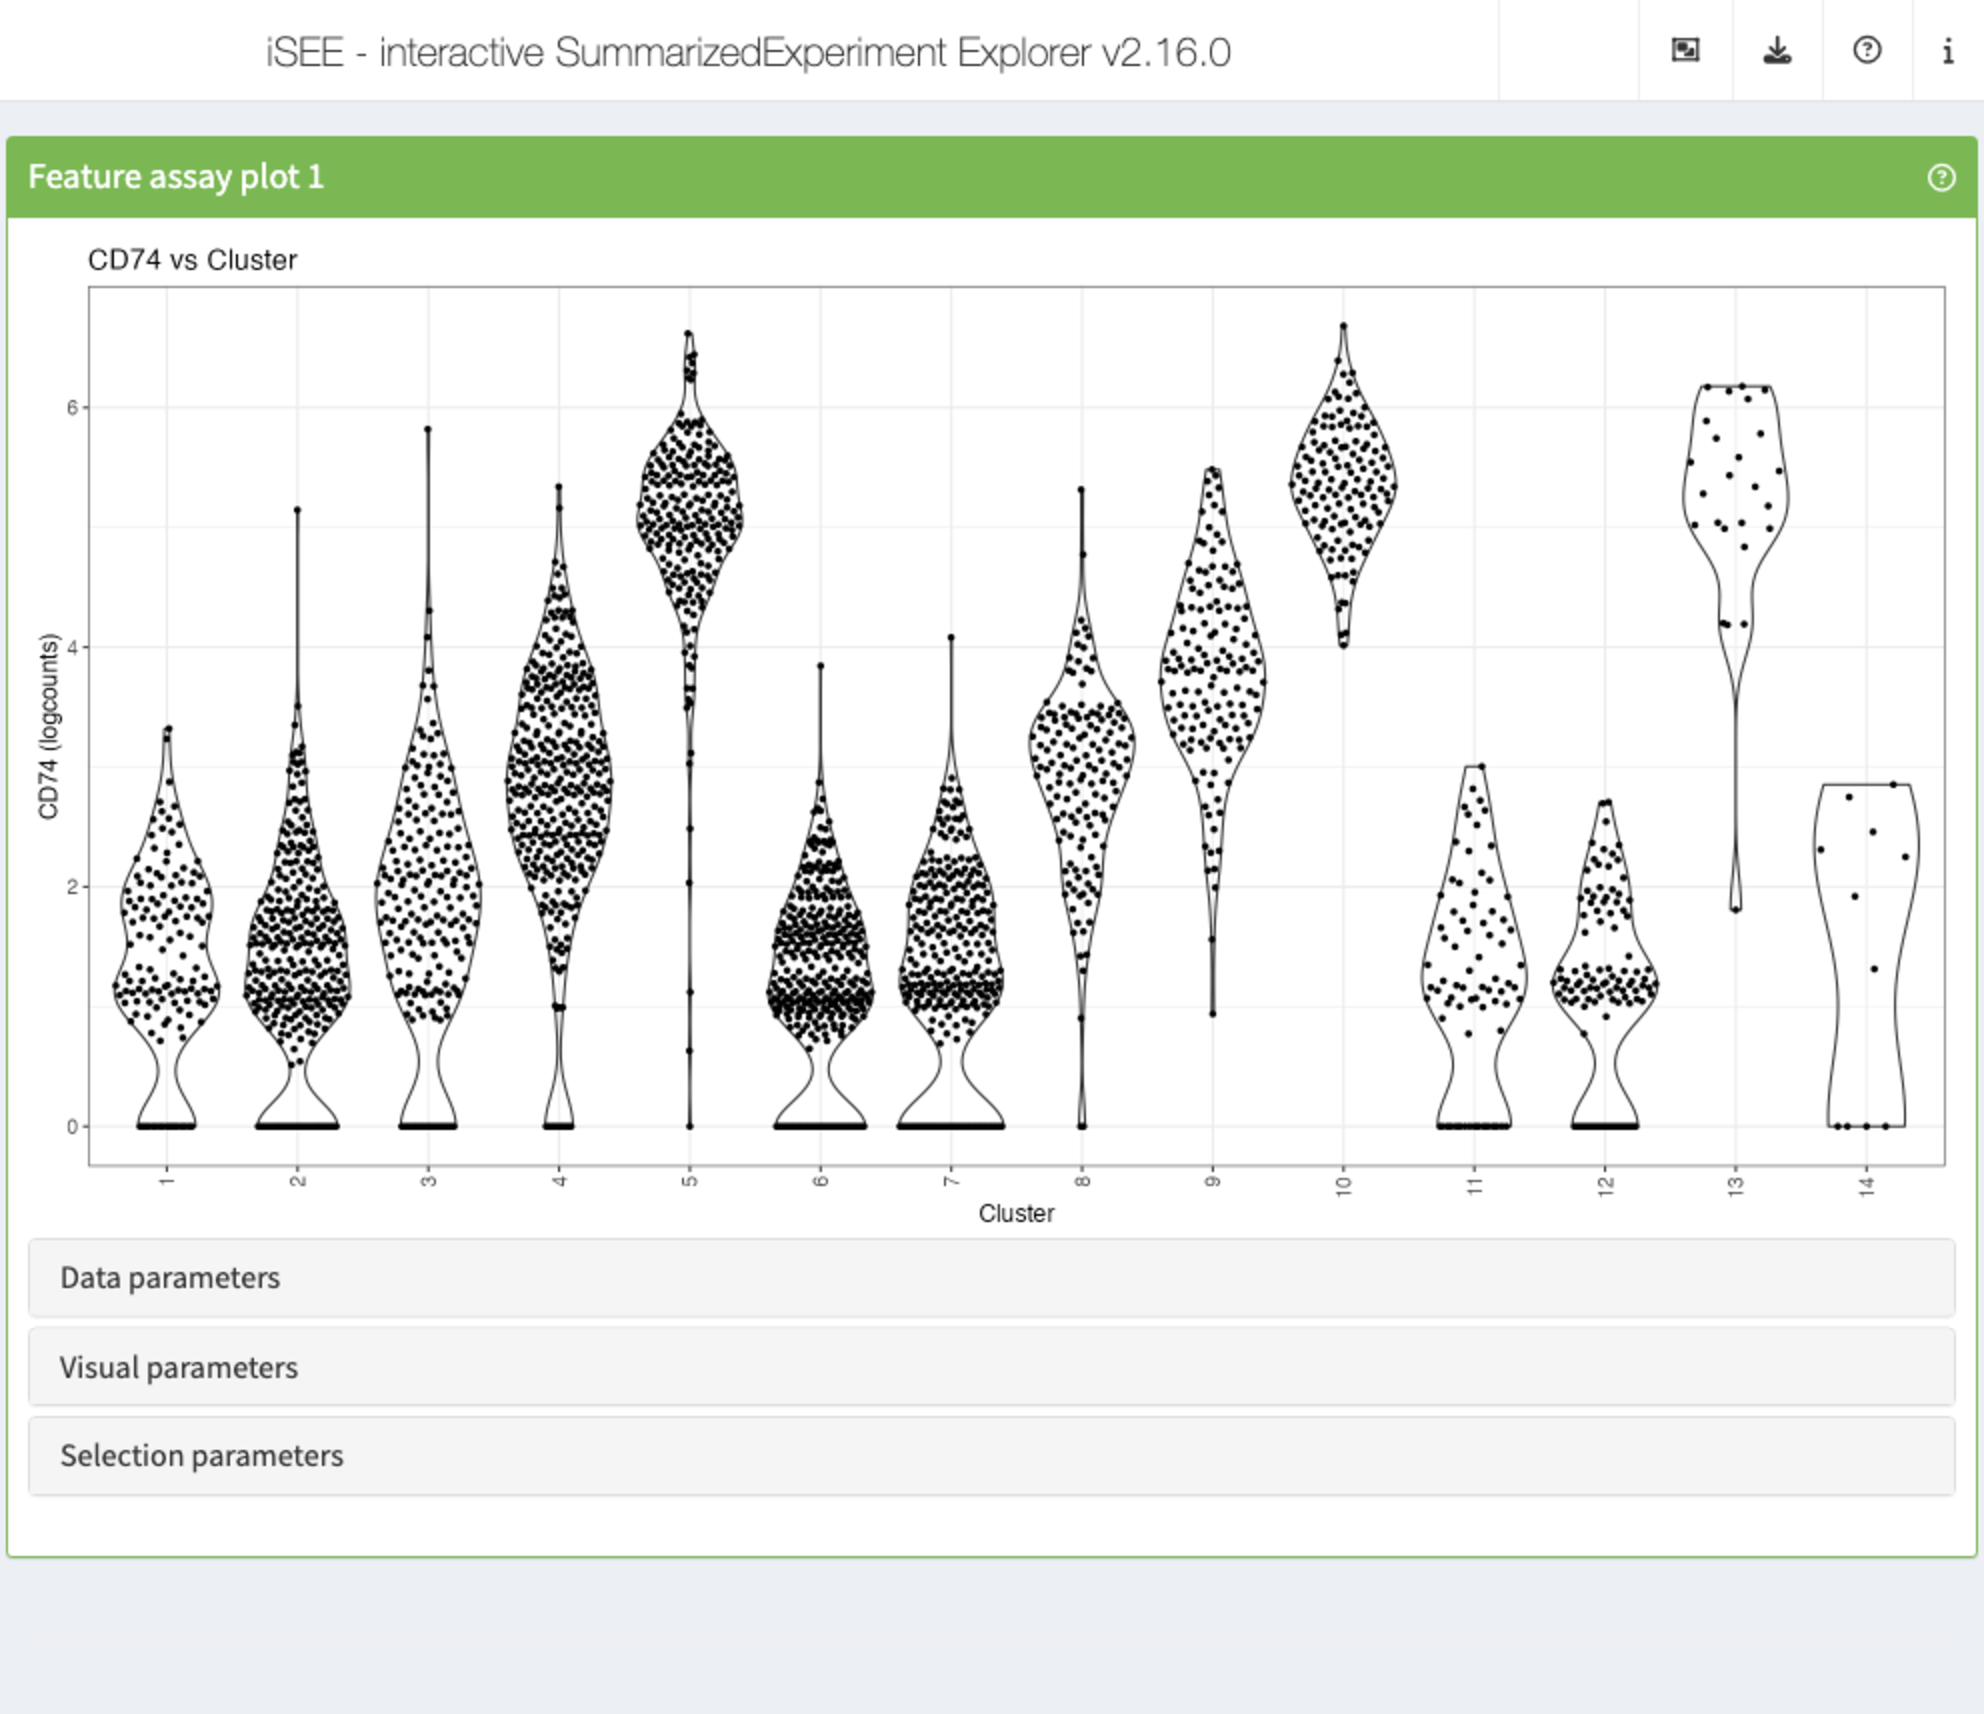 iSEE - interactive SummarizedExperiment Explorer v2.16.0
Feature assay plot 1
CD74 vs Cluster
6
4
2
0
CD74 (logcounts)
1 2 3 4 5 6 7 8 9 10 11 12 13 14
Cluster
Data parameters
Visual parameters
Selection parameters